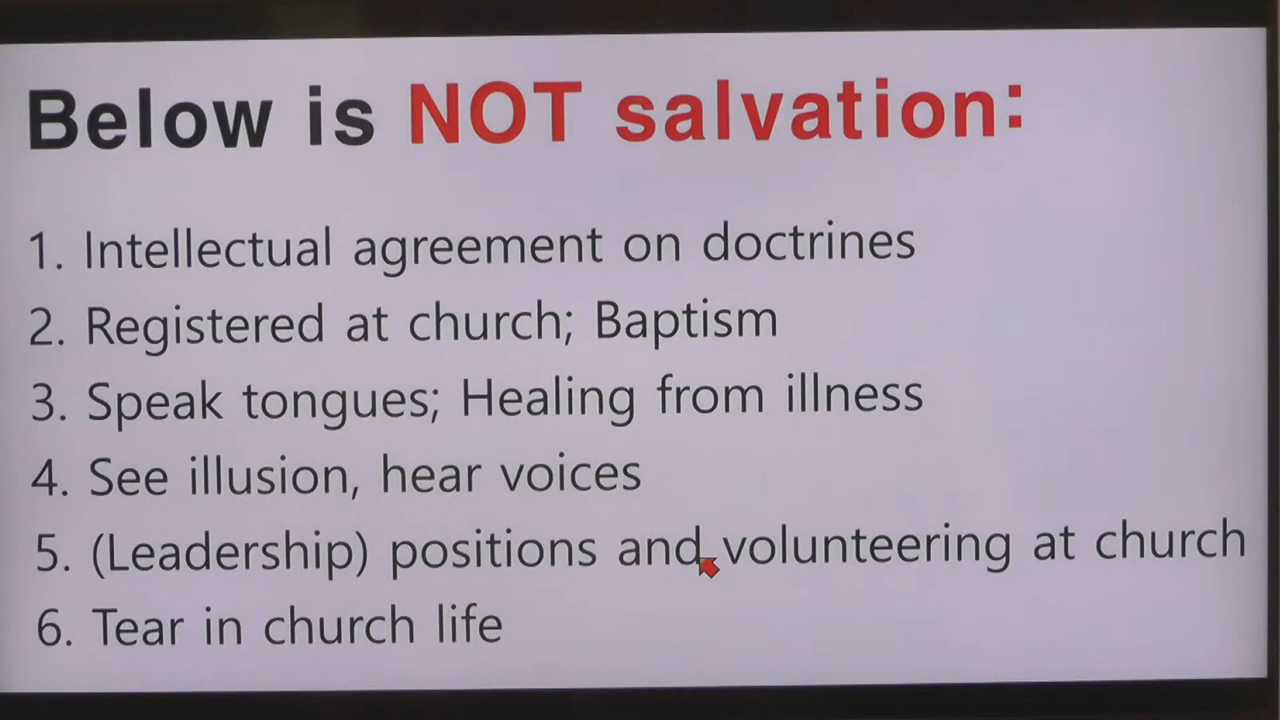 Below is NOT salvation:
1. Intellectual agreement on doctrines
2. Registered at church; Baptism
3. Speak tongues; Healing from illness
4. See illusion, hear voices
5. (Leadership) positions and volunteering at church
6. Tear in church life